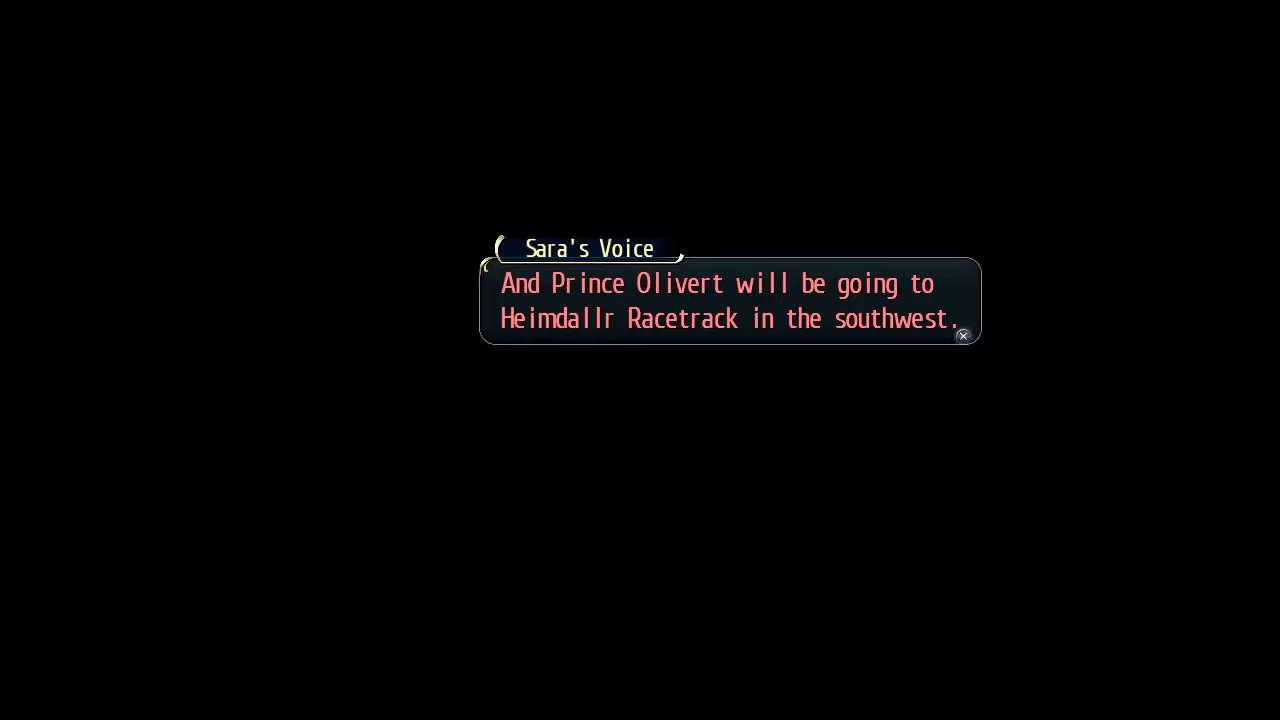 Sara's Voice
And Prince Olivert will be going to
Heimdallr Racetrack in the southwest.